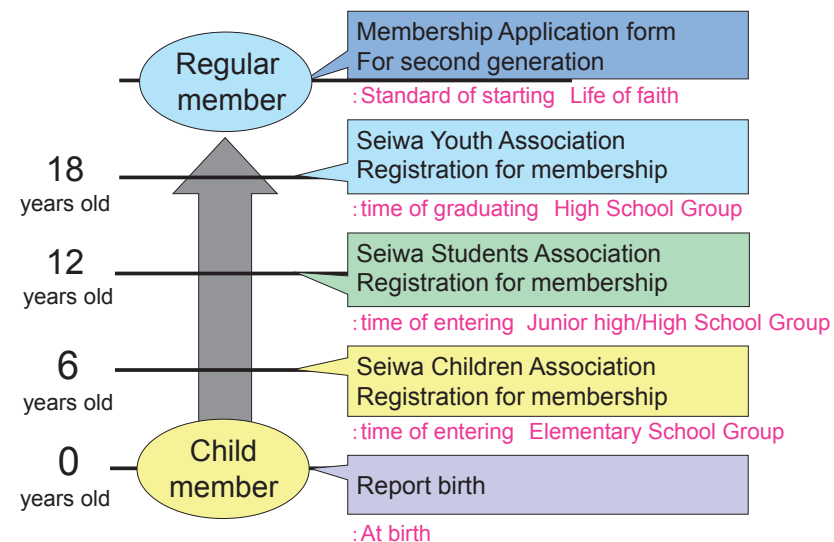 Regular
member
Membership Application form
For second generation
:Standard of starting Life of faith
18
years old
Seiwa Youth Association
Registration for membership
:time of graduating High School Group
12
years old
Seiwa Students Association
Registration for membership
:time of entering Junior high/High School Group
6
years old
Seiwa Children Association
Registration for membership
:time of entering Elementary School Group
0
years old
Child
member
Report birth
:At birth